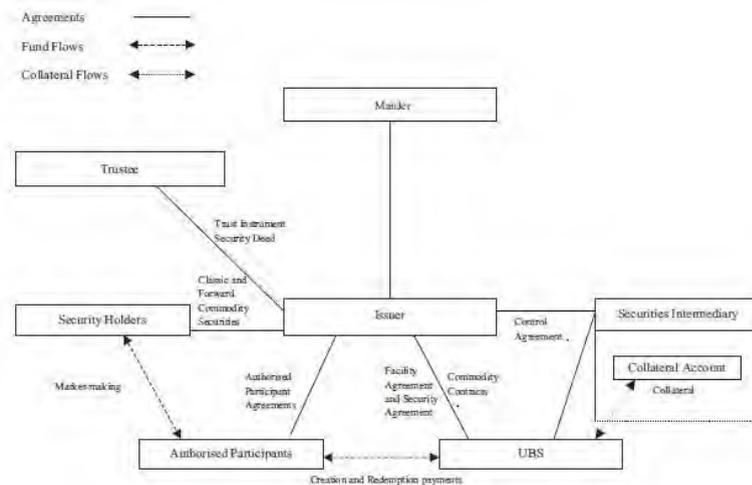 Agreements
Fund Flows
Collateral Flows
Mander
Trustee
Trust Instrument
Security Deed
Classic and
Forward
Commodity
Securities
Security Holders
Issuer
Control
Agreement
Securities Intermediary
Collateral Account
Collateral
Market-making
Authorised
Participant
Agreements
Facility
Agreement
and Security
Agreement
Commodity
Contracts
Authorised Participants
UBS
Creation and Redemption payments